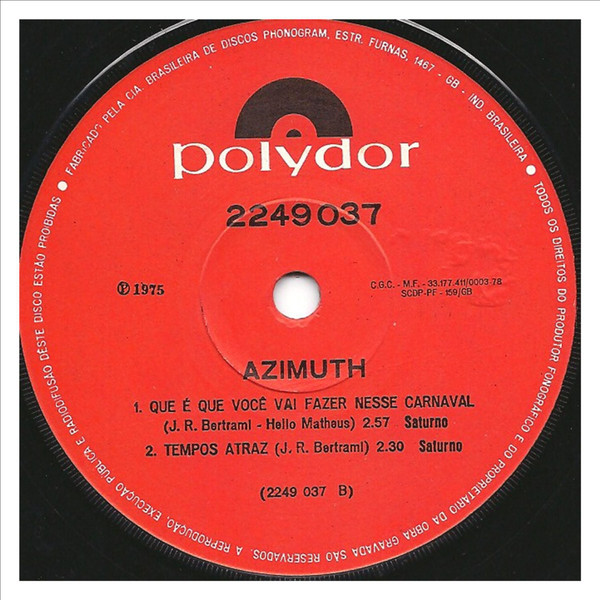 ● FABRICADO PELA CIA. BRASILEIRA DE DISCOS PHONOGRAM, ESTR. FURNAS, 1467 - GB - IND. BRASILEIRA ●
polydor
2249 037
℗ 1975
C.G.C. - M.F. - 33.177.411/0003 78
SCDP-PF - 159/GB
AZIMUTH
1. QUE É QUE VOCÊ VAI FAZER NESSE CARNAVAL
(J. R. Bertrami - Helio Matheus) 2.57 Saturno
2. TEMPOS ATRAZ (J. R. Bertrami) 2.30 Saturno
(2249 037 B)
TODOS OS DIREITOS DO PRODUTOR FONOGRÁFICO E DO PROPRIETÁRIO DA OBRA GRAVADA SÃO RESERVADOS. A REPRODUÇÃO, EXECUÇÃO PÚBLICA E RADIODIFUSÃO DESTE DISCO ESTÃO PROIBIDAS